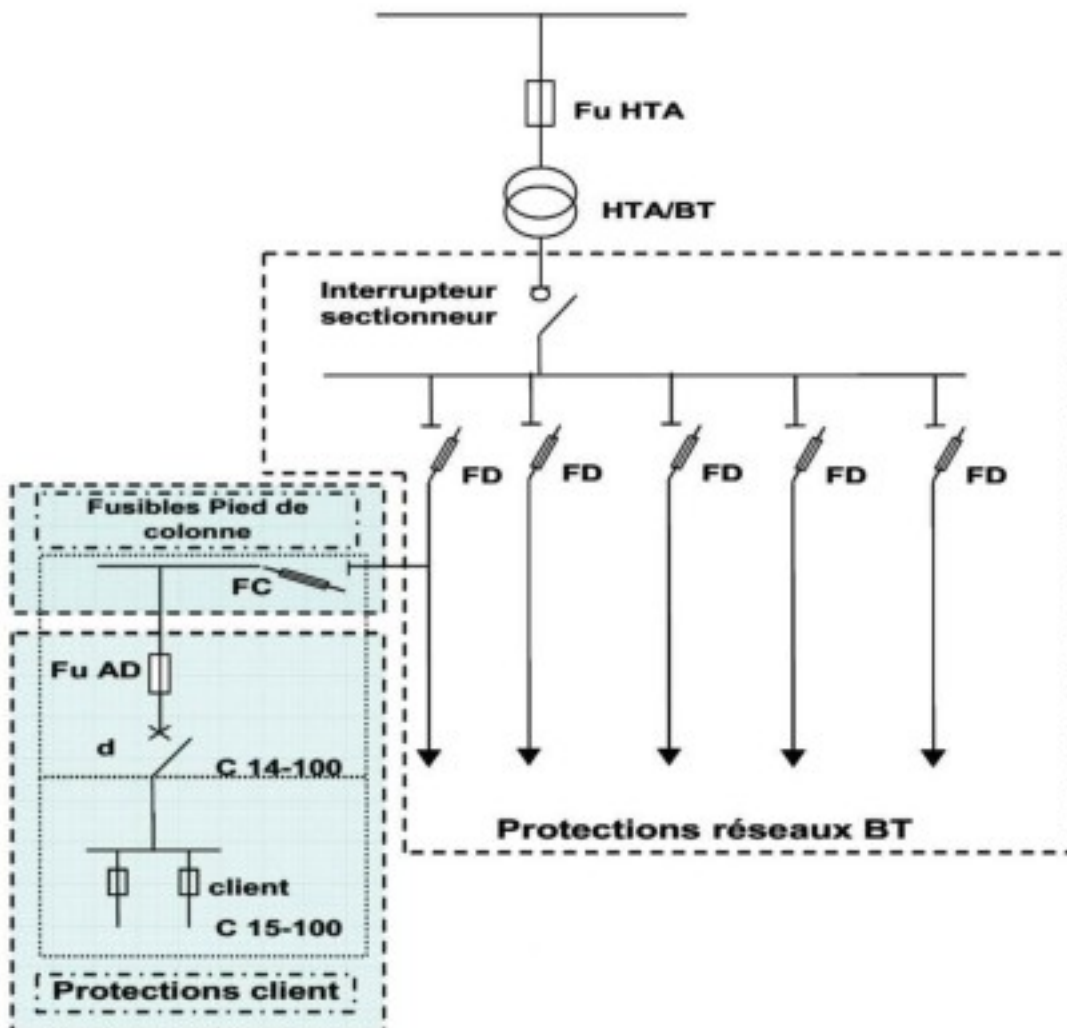 Fu HTA
HTA/BT
Interrupteur
sectionneur
FD
FD
FD
FD
FD
Fusibles Pied de
colonne
FC
Fu AD
d
C 14-100
Protections réseaux BT
client
C 15-100
Protections client